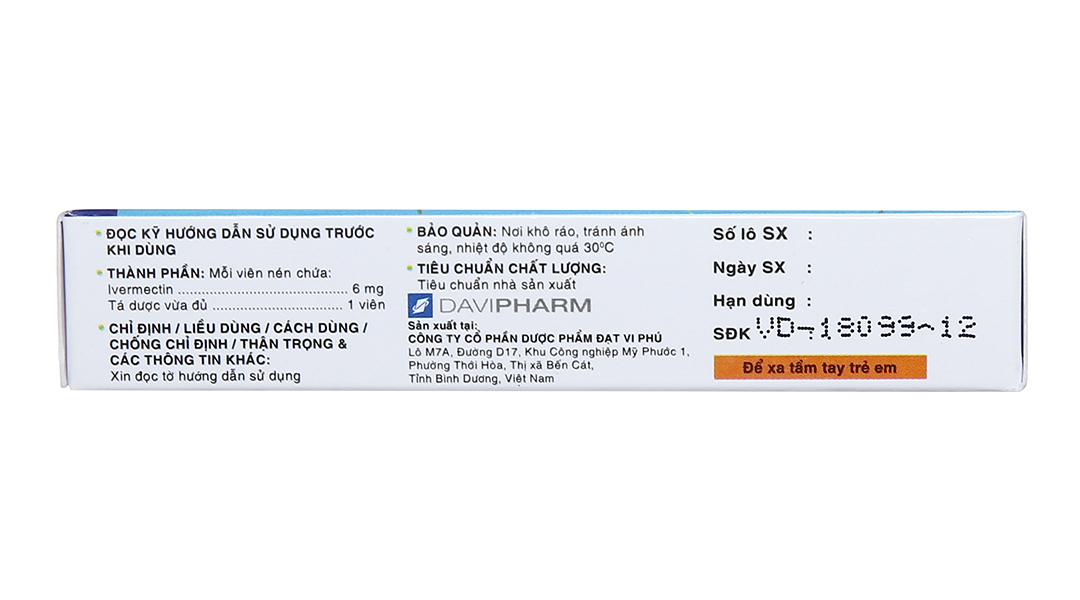 ĐỌC KỸ HƯỚNG DẪN SỬ DỤNG TRƯỚC
KHI DÙNG
THÀNH PHẦN: Mỗi viên nén chứa:
Ivermectin ............................................ 6 mg
Tá dược vừa đủ .................................. 1 viên
CHỈ ĐỊNH / LIỀU DÙNG / CÁCH DÙNG /
CHỐNG CHỈ ĐỊNH / THẬN TRỌNG &
CÁC THÔNG TIN KHÁC:
Xin đọc tờ hướng dẫn sử dụng
BẢO QUẢN: Nơi khô ráo, tránh ánh
sáng, nhiệt độ không quá 30⁰C
TIÊU CHUẨN CHẤT LƯỢNG:
Tiêu chuẩn nhà sản xuất
DAVIPHARM
Sản xuất tại:
CÔNG TY CỔ PHẦN DƯỢC PHẨM ĐẠT VI PHÚ
Lô M7A, Đường D17, Khu Công nghiệp Mỹ Phước 1,
Phường Thới Hòa, Thị xã Bến Cát,
Tỉnh Bình Dương, Việt Nam
Số lô SX :
Ngày SX :
Hạn dùng :
SĐK VD-18099-12
Để xa tầm tay trẻ em